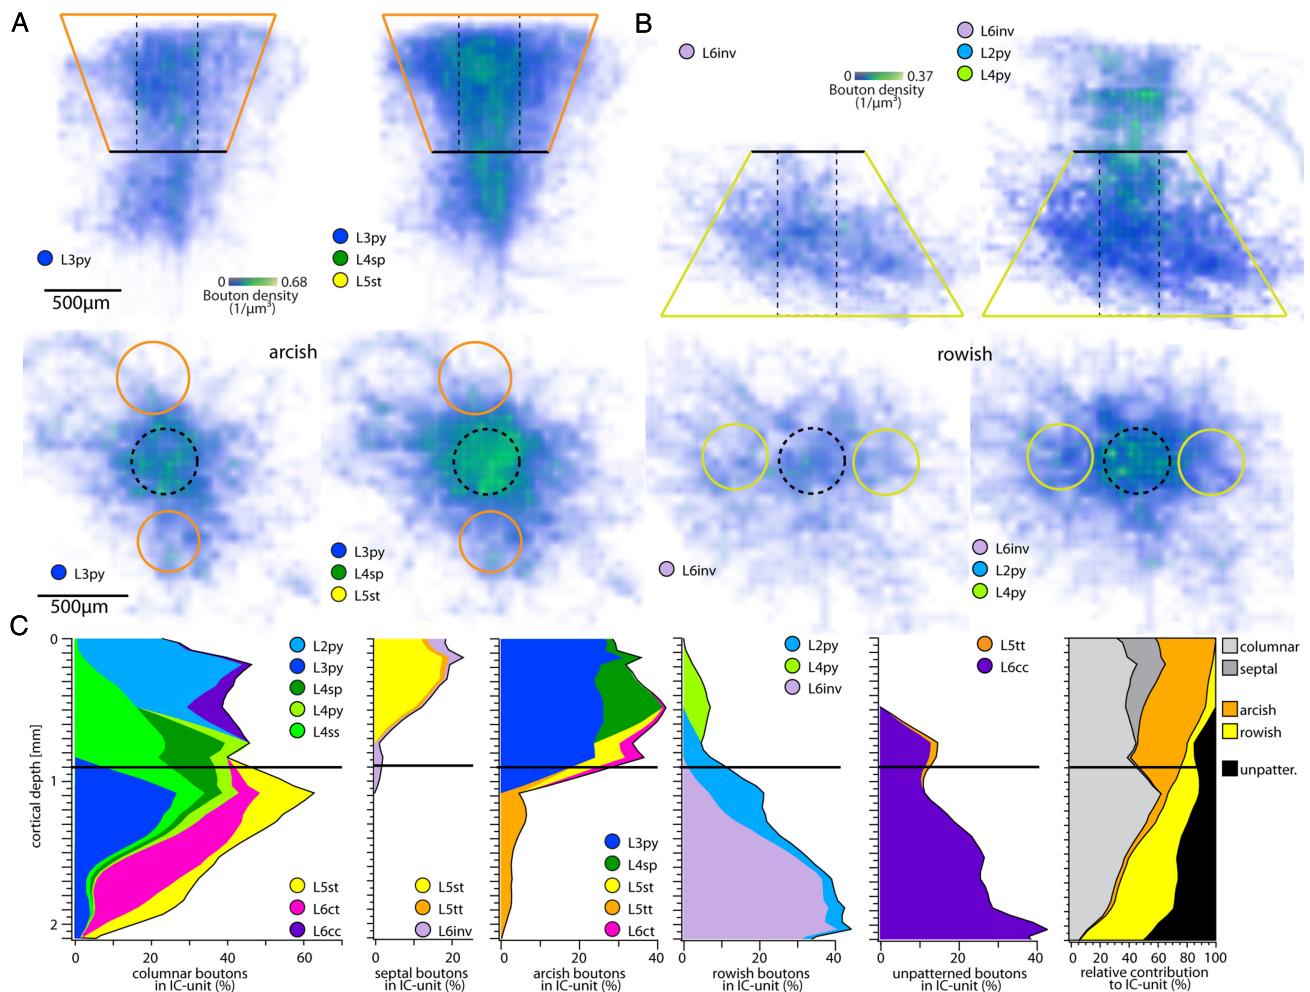 A
L3py
0 0.68
Bouton density
(1/µm³)
500µm
L3py
L4sp
L5st
B
L6inv
0 0.37
Bouton density
(1/µm³)
L6inv
L2py
L4py
arcish
L3py
500µm
L3py
L4sp
L5st
rowish
L6inv
L6inv
L2py
L4py
C
cortical depth [mm]
0
1
2
L2py
L3py
L4sp
L4py
L4ss
L5st
L6ct
L6cc
0 20 40 60
columnar boutons
in IC-unit (%)
L5st
L5tt
L6inv
0 20
septal boutons
in IC-unit (%)
L3py
L4sp
L5st
L5tt
L6ct
0 20 40
arcish boutons
in IC-unit (%)
L2py
L4py
L6inv
0 20 40
rowish boutons
in IC-unit (%)
L5tt
L6cc
0 20 40
unpatterned boutons
in IC-unit (%)
columnar
septal
arcish
rowish
unpatter.
0 20 40 60 80 100
relative contribution
to IC-unit (%)